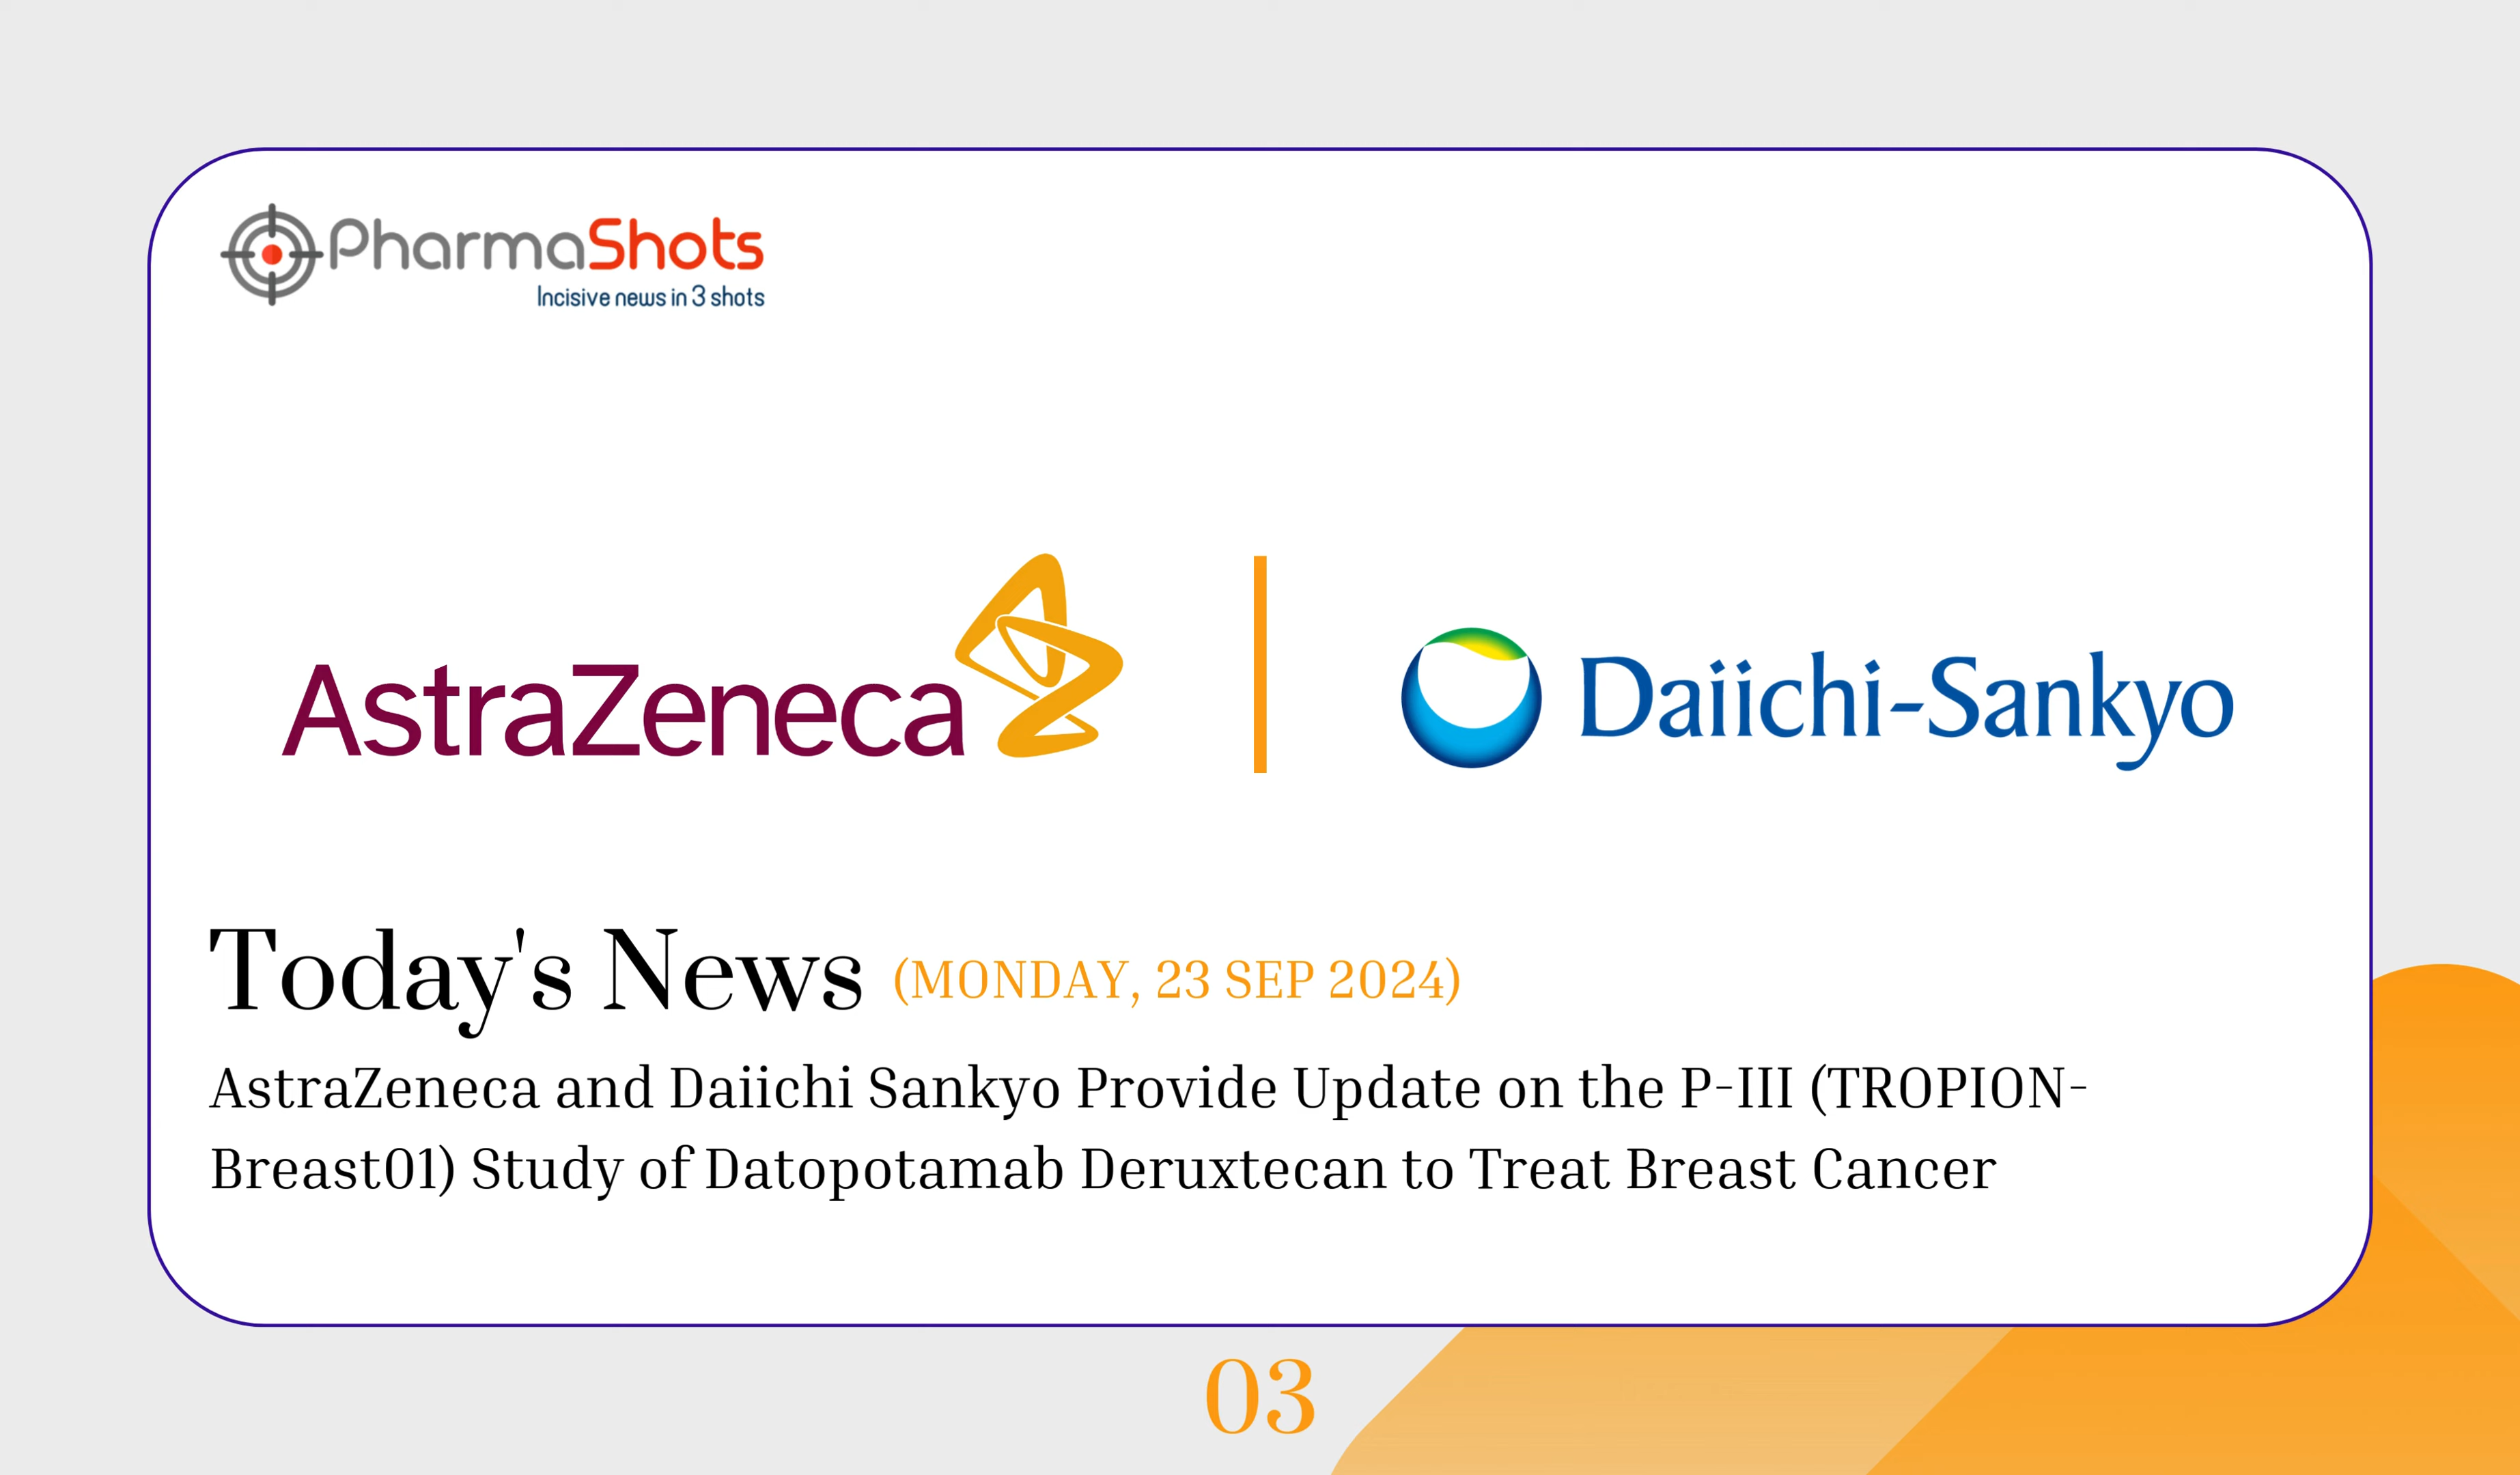 PharmaShots
Incisive news in 3 shots
AstraZeneca
Daiichi-Sankyo
Today's News (MONDAY, 23 SEP 2024)
AstraZeneca and Daiichi Sankyo Provide Update on the P-III (TROPION-
Breast01) Study of Datopotamab Deruxtecan to Treat Breast Cancer
03